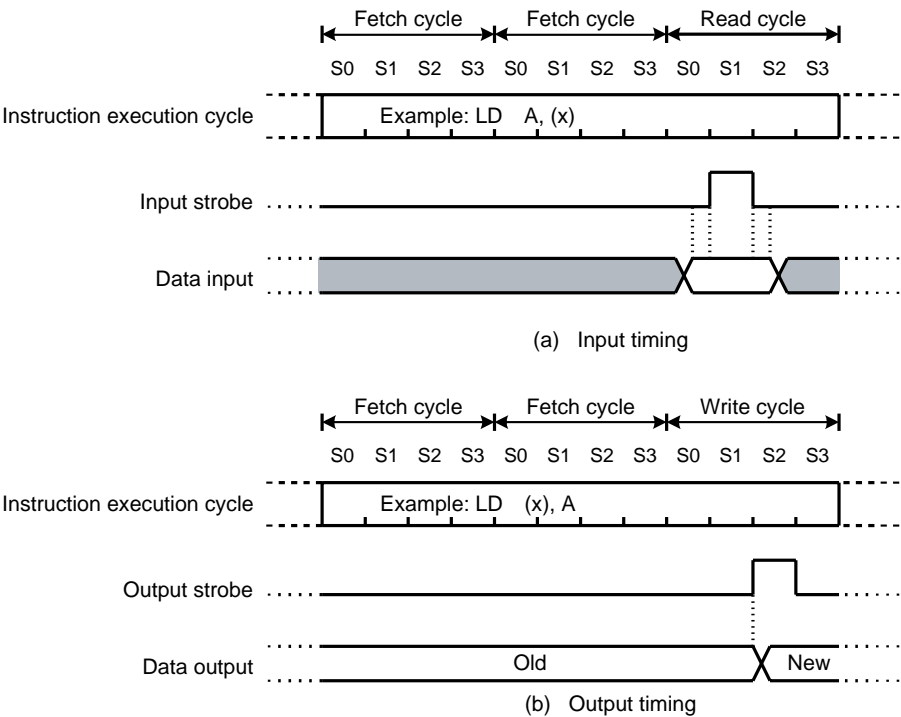 Fetch cycle Fetch cycle Read cycle
S0 S1 S2 S3 S0 S1 S2 S3 S0 S1 S2 S3
Instruction execution cycle Example: LD A, (x)
Input strobe
Data input
(a) Input timing
Fetch cycle Fetch cycle Write cycle
S0 S1 S2 S3 S0 S1 S2 S3 S0 S1 S2 S3
Instruction execution cycle Example: LD (x), A
Output strobe
Data output Old New
(b) Output timing